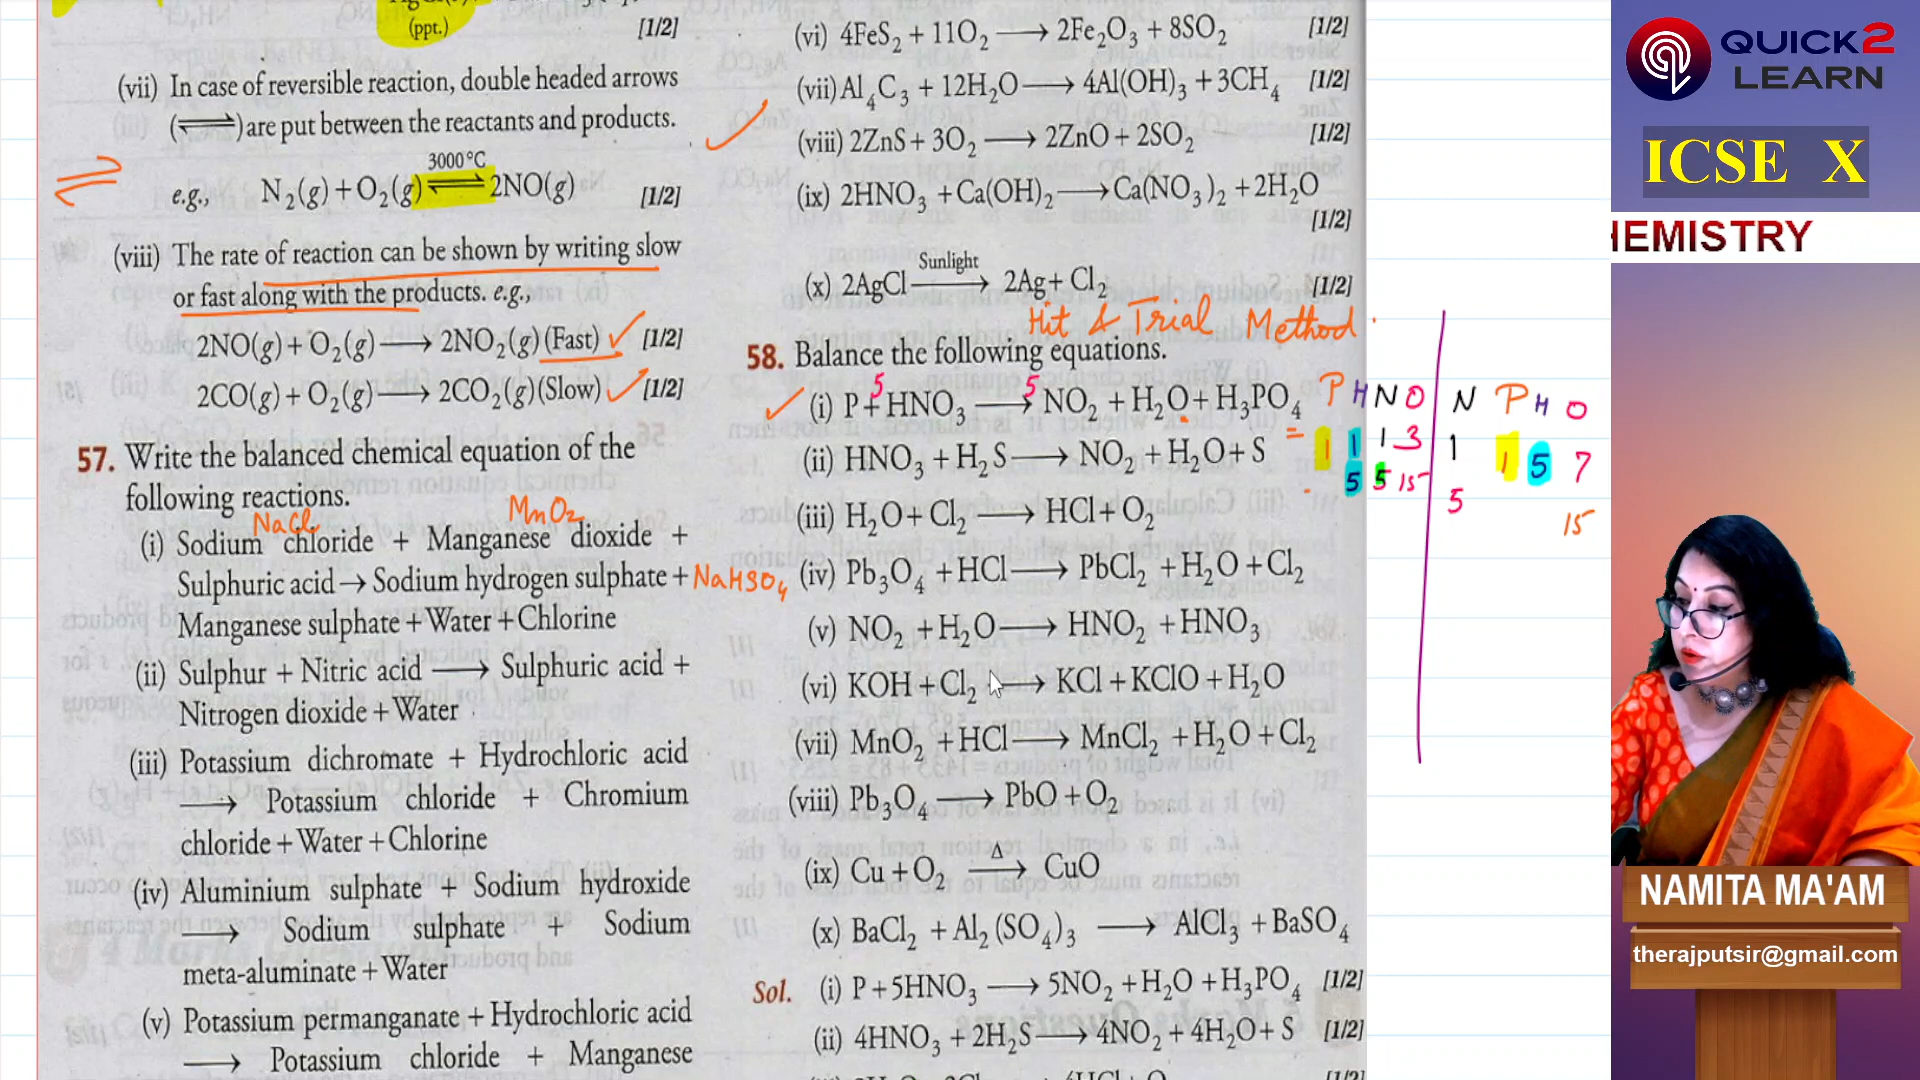 (ppt.) [1/2]
(vii) In case of reversible reaction, double headed arrows
(⇌) are put between the reactants and products.
3000°C
e.g., N₂(g) + O₂(g) ⇌ 2NO(g) [1/2]
(viii) The rate of reaction can be shown by writing slow
or fast along with the products. e.g.,
2NO(g) + O₂(g) ⟶ 2NO₂(g) (Fast) [1/2]
2CO(g) + O₂(g) ⟶ 2CO₂(g) (Slow) [1/2]
57. Write the balanced chemical equation of the
following reactions.
NaCl MnO₂
(i) Sodium chloride + Manganese dioxide +
Sulphuric acid → Sodium hydrogen sulphate + NaHSO₄
Manganese sulphate + Water + Chlorine
(ii) Sulphur + Nitric acid ⟶ Sulphuric acid +
Nitrogen dioxide + Water
(iii) Potassium dichromate + Hydrochloric acid
⟶ Potassium chloride + Chromium
chloride + Water + Chlorine
(iv) Aluminium sulphate + Sodium hydroxide
⟶ Sodium sulphate + Sodium
meta-aluminate + Water
(v) Potassium permanganate + Hydrochloric acid
⟶ Potassium chloride + Manganese
(vi) 4FeS₂ + 11O₂ ⟶ 2Fe₂O₃ + 8SO₂ [1/2]
(vii) Al₄C₃ + 12H₂O ⟶ 4Al(OH)₃ + 3CH₄ [1/2]
(viii) 2ZnS + 3O₂ ⟶ 2ZnO + 2SO₂ [1/2]
(ix) 2HNO₃ + Ca(OH)₂ ⟶ Ca(NO₃)₂ + 2H₂O
[1/2]
Sunlight
(x) 2AgCl ⟶ 2Ag + Cl₂ [1/2]
Hit & Trial Method
58. Balance the following equations.
5 5
(i) P + HNO₃ ⟶ NO₂ + H₂O + H₃PO₄
(ii) HNO₃ + H₂S ⟶ NO₂ + H₂O + S
(iii) H₂O + Cl₂ ⟶ HCl + O₂
(iv) Pb₃O₄ + HCl ⟶ PbCl₂ + H₂O + Cl₂
(v) NO₂ + H₂O ⟶ HNO₂ + HNO₃
(vi) KOH + Cl₂ ⟶ KCl + KClO + H₂O
(vii) MnO₂ + HCl ⟶ MnCl₂ + H₂O + Cl₂
(viii) Pb₃O₄ ⟶ PbO + O₂
Δ
(ix) Cu + O₂ ⟶ CuO
(x) BaCl₂ + Al₂(SO₄)₃ ⟶ AlCl₃ + BaSO₄
Sol. (i) P + 5HNO₃ ⟶ 5NO₂ + H₂O + H₃PO₄ [1/2]
(ii) 4HNO₃ + 2H₂S ⟶ 4NO₂ + 4H₂O + S [1/2]
P H N O N P H O
1 1 1 3 1 1 5 7
5 5 15 5
15
QUICK2
LEARN
ICSE X
HEMISTRY
NAMITA MA'AM
therajputsir@gmail.com